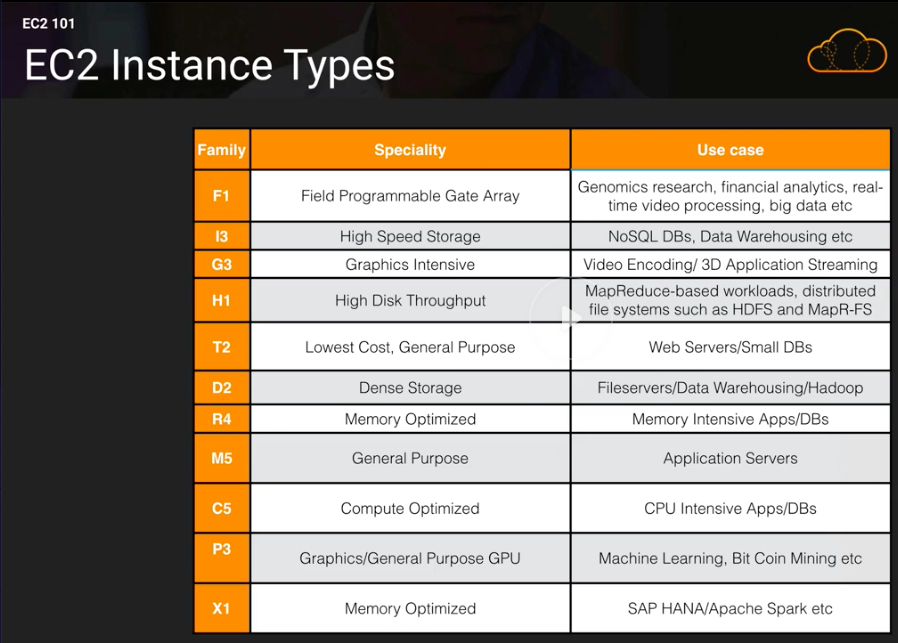 EC2 101
EC2 Instance Types
Family Speciality Use case
F1 Field Programmable Gate Array Genomics research, financial analytics, real-
time video processing, big data etc
I3 High Speed Storage NoSQL DBs, Data Warehousing etc
G3 Graphics Intensive Video Encoding/ 3D Application Streaming
H1 High Disk Throughput MapReduce-based workloads, distributed
file systems such as HDFS and MapR-FS
T2 Lowest Cost, General Purpose Web Servers/Small DBs
D2 Dense Storage Fileservers/Data Warehousing/Hadoop
R4 Memory Optimized Memory Intensive Apps/DBs
M5 General Purpose Application Servers
C5 Compute Optimized CPU Intensive Apps/DBs
P3 Graphics/General Purpose GPU Machine Learning, Bit Coin Mining etc
X1 Memory Optimized SAP HANA/Apache Spark etc